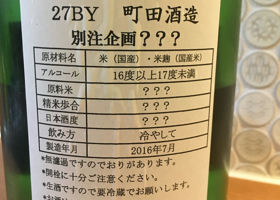 27BY 町田酒造
別注企画？？？
原材料名 米（国産）・米麹（国産米）
アルコール 16度以上17度未満
原料米 ？？？
精米歩合 ？？？
日本酒度 ？？？
飲み方 冷やして
製造年月 2016年7月
*無濾過ですのでおりがあります。
*開栓に十分ご注意ください。
*生酒ですので要冷蔵でお願いします。